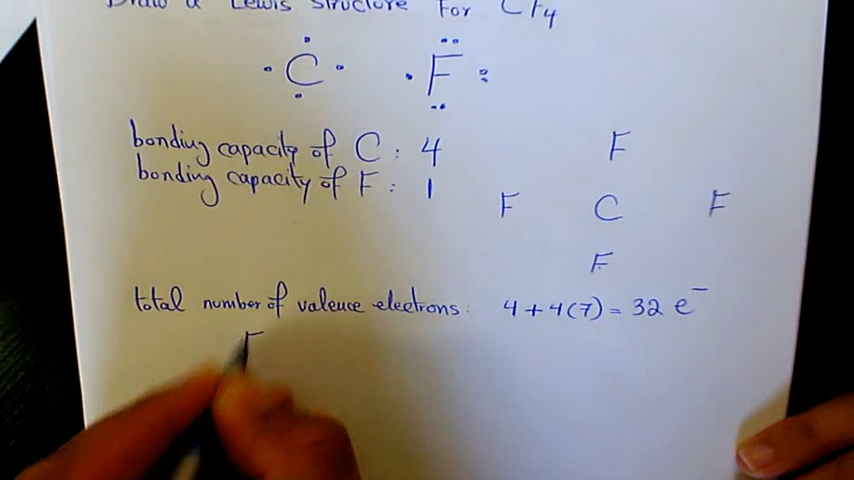 Draw a Lewis structure for CF4
C F
bonding capacity of C: 4
bonding capacity of F: 1
F
F C F
F
total number of valence electrons: 4+4(7) = 32 e⁻
F